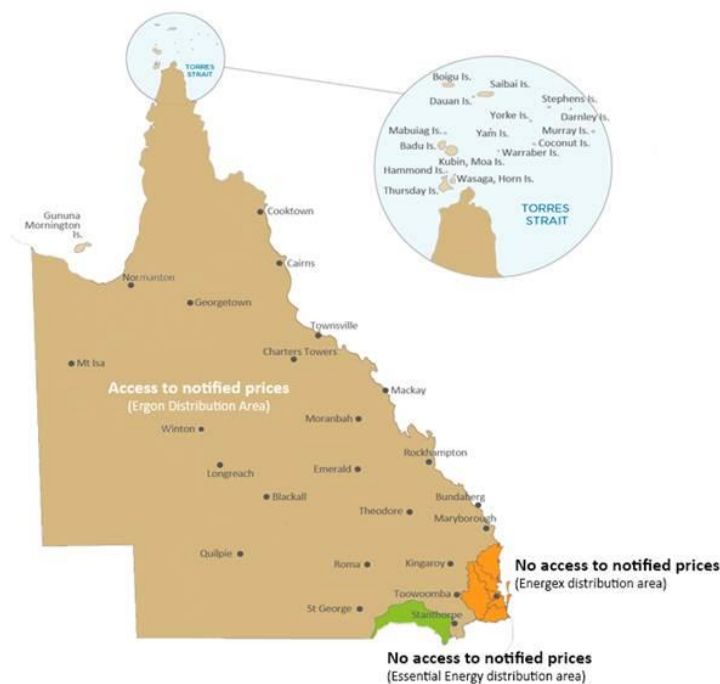 TORRES
STRAIT
Boigu Is.
Saibai Is.
Dauan Is.
Stephens Is.
Yorke Is.
Darnley Is.
Mabuiag Is.
Yam Is.
Murray Is.
Badu Is.
Coconut Is.
Warraber Is.
Kubin, Moa Is.
Hammond Is.
Wasaga, Horn Is.
Thursday Is.
TORRES
STRAIT
Gununa
Mornington
Is.
Cooktown
Cairns
Normanton
Georgetown
Townsville
Charters Towers
Mt Isa
Access to notified prices
(Ergon Distribution Area)
Mackay
Moranbah
Winton
Rockhampton
Longreach
Emerald
Blackall
Bundaberg
Theodore
Maryborough
Quilpie
Roma
Kingaroy
No access to notified prices
(Energex distribution area)
Toowoomba
St George
Stanthorpe
No access to notified prices
(Essential Energy distribution area)